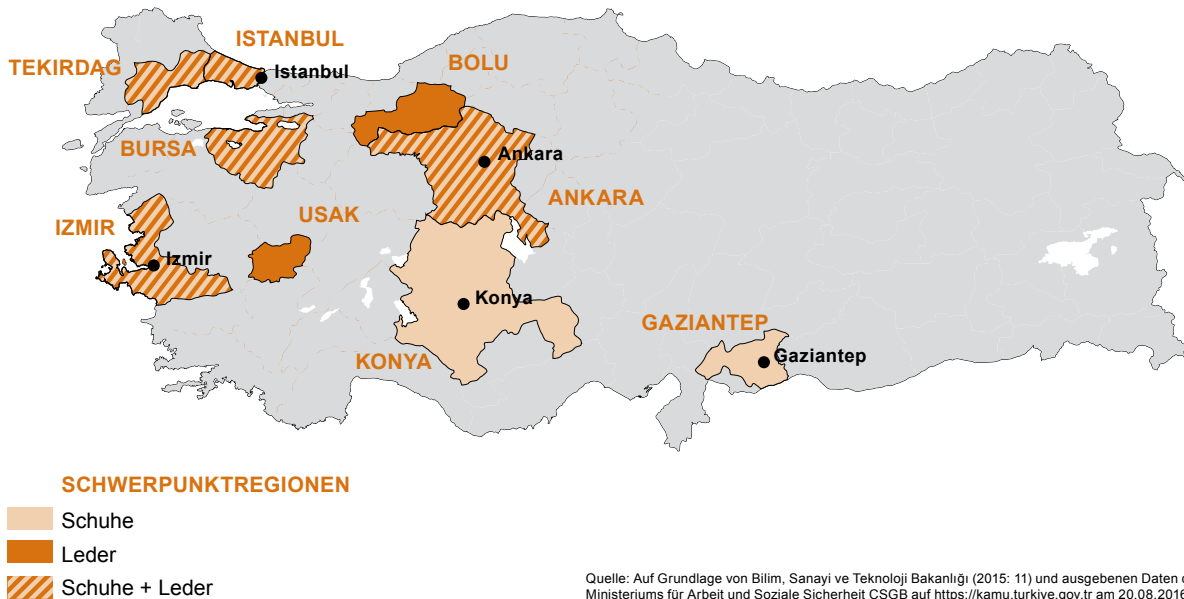 ISTANBUL
TEKIRDAG
Istanbul
BOLU
BURSA
Ankara
ANKARA
USAK
IZMIR
Izmir
Konya
GAZIANTEP
KONYA
Gaziantep
SCHWERPUNKTREGIONEN
Schuhe
Leder
Schuhe + Leder
Quelle: Auf Grundlage von Bilim, Sanayi ve Teknoloji Bakanlığı (2015: 11) und ausgebenen Daten
Ministeriums für Arbeit und Soziale Sicherheit CSGB auf https://kamu.turkiye.gov.tr am 20.08.2016